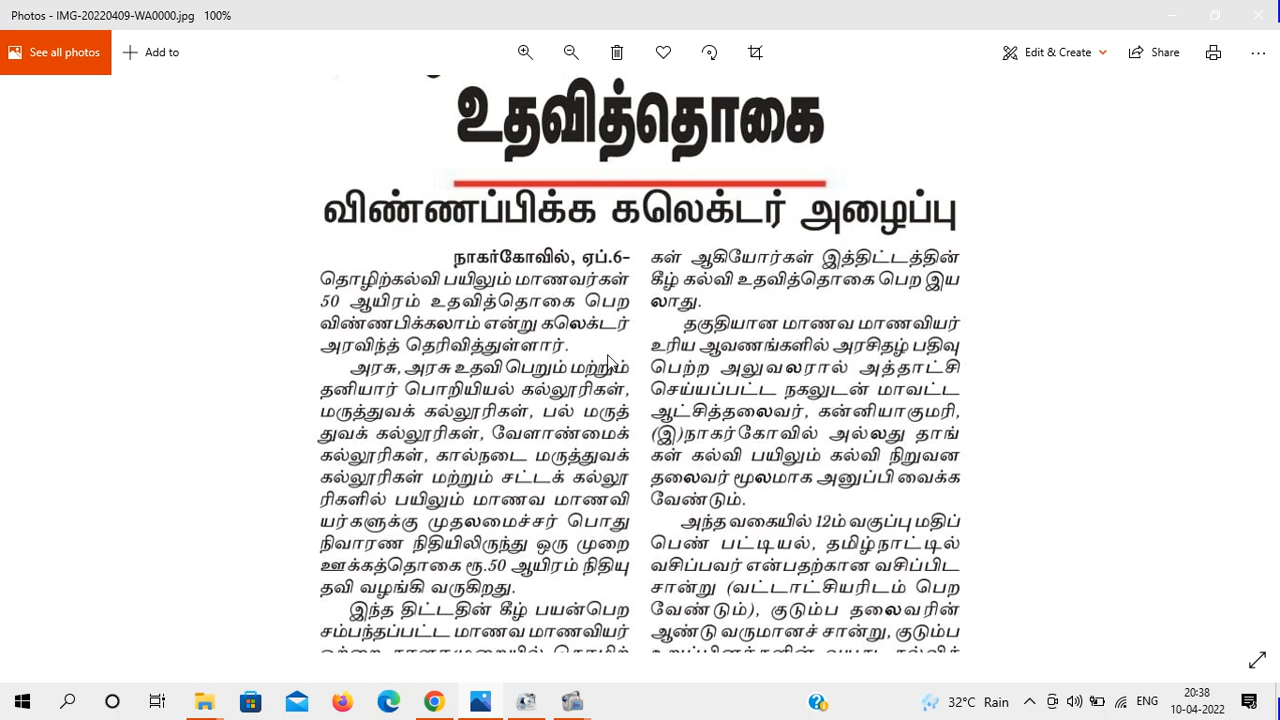 Photos - IMG-20220409-WA0000.jpg 100%
See all photos
Add to
Edit & Create
Share
உதவித்தொகை
விண்ணப்பிக்க கலெக்டர் அழைப்பு
நாகர்கோவில், ஏப்.6-
தொழிற்கல்வி பயிலும் மாணவர்கள்
50 ஆயிரம் உதவித்தொகை பெற
விண்ணபிக்கலாம் என்று கலெக்டர்
அரவிந்த் தெரிவித்துள்ளார்.
அரசு, அரசு உதவி பெறும் மற்றும்
தனியார் பொறியியல் கல்லூரிகள்,
மருத்துவக் கல்லூரிகள், பல் மருத்
துவக் கல்லூரிகள், வேளாண்மைக்
கல்லூரிகள், கால்நடை மருத்துவக்
கல்லூரிகள் மற்றும் சட்டக் கல்லூ
ரிகளில் பயிலும் மாணவ மாணவி
யர்களுக்கு முதலமைச்சர் பொது
நிவாரண நிதியிலிருந்து ஒரு முறை
ஊக்கத்தொகை ரூ.50 ஆயிரம் நிதியு
தவி வழங்கி வருகிறது.
இந்த திட்டதின் கீழ் பயன்பெற
சம்பந்தப்பட்ட மாணவ மாணவியர்
கள் ஆகியோர்கள் இத்திட்டத்தின்
கீழ் கல்வி உதவித்தொகை பெற இய
லாது.
தகுதியான மாணவ மாணவியர்
உரிய ஆவணங்களில் அரசிதழ் பதிவு
பெற்ற அலுவலரால் அத்தாட்சி
செய்யப்பட்ட நகலுடன் மாவட்ட
ஆட்சித்தலைவர், கன்னியாகுமரி,
(இ)நாகர்கோவில் அல்லது தாங்
கள் கல்வி பயிலும் கல்வி நிறுவன
தலைவர் மூலமாக அனுப்பி வைக்க
வேண்டும்.
அந்த வகையில் 12ம் வகுப்பு மதிப்
பெண் பட்டியல், தமிழ்நாட்டில்
வசிப்பவர் என்பதற்கான வசிப்பிட
சான்று (வட்டாட்சியரிடம் பெற
வேண்டும்), குடும்ப தலைவரின்
ஆண்டு வருமானச் சான்று, குடும்ப
32°C Rain
ENG
20:38
10-04-2022